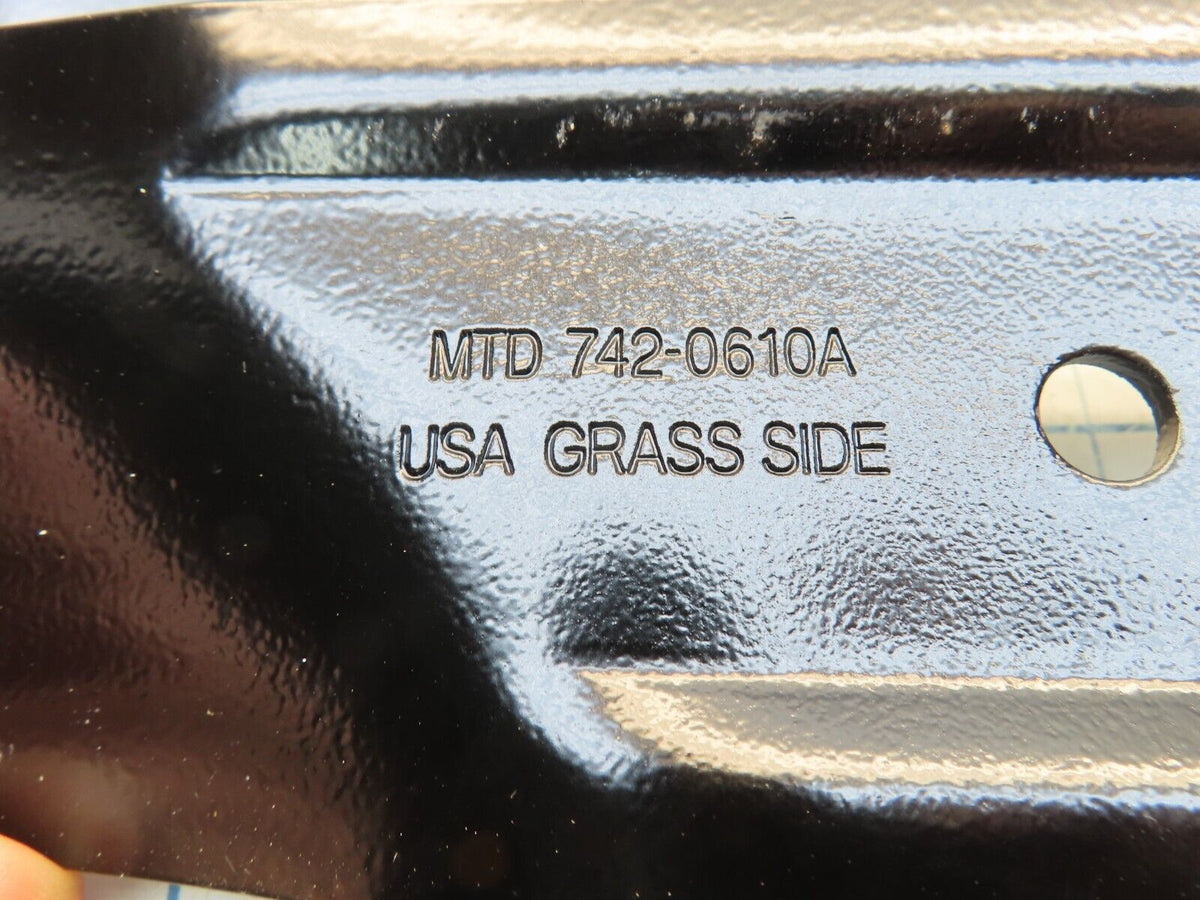 MTD 742-0610A
USA GRASS SIDE